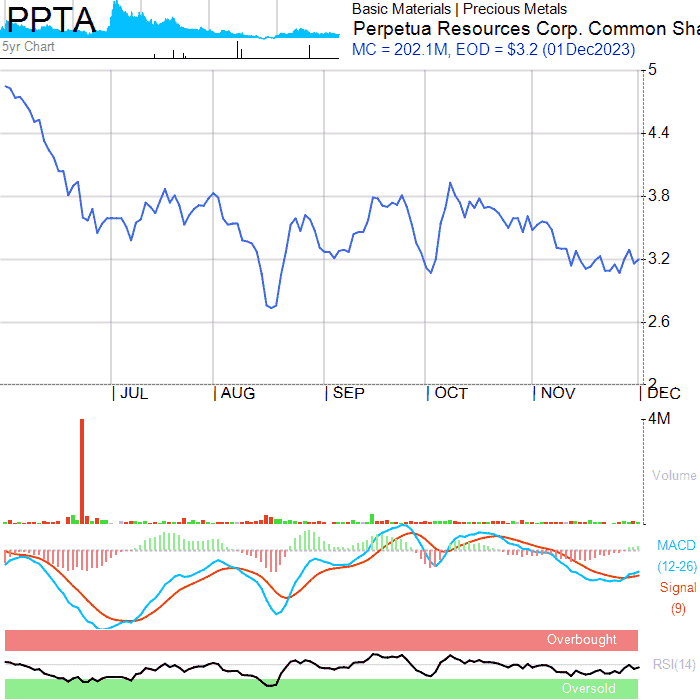 PPTA
5yr Chart
Basic Materials | Precious Metals
Perpetua Resources Corp. Common Sha
MC = 202.1M, EOD = $3.2 (01Dec2023)
5
4.4
3.8
3.2
2.6
2
JUL AUG SEP OCT NOV DEC
4M
Volume
MACD
(12-26)
Signal
(9)
Overbought
RSI(14)
Oversold